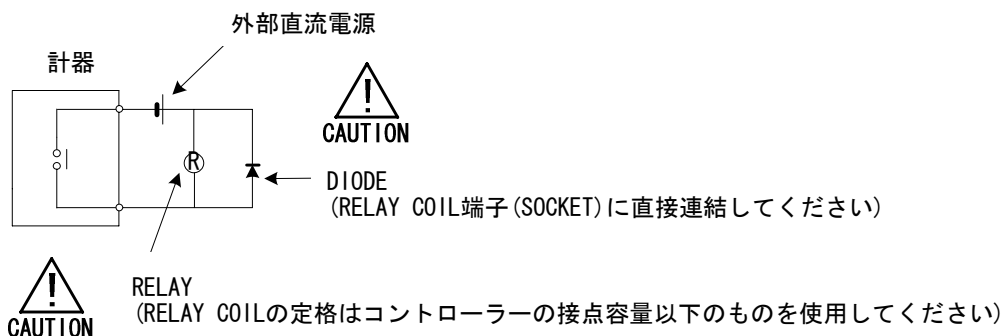 外部直流電源
計器
!
CAUTION
R
DIODE
(RELAY COIL端子(SOCKET)に直接連結してください)
!
CAUTION
RELAY
(RELAY COILの定格はコントローラーの接点容量以下のものを使用してください)